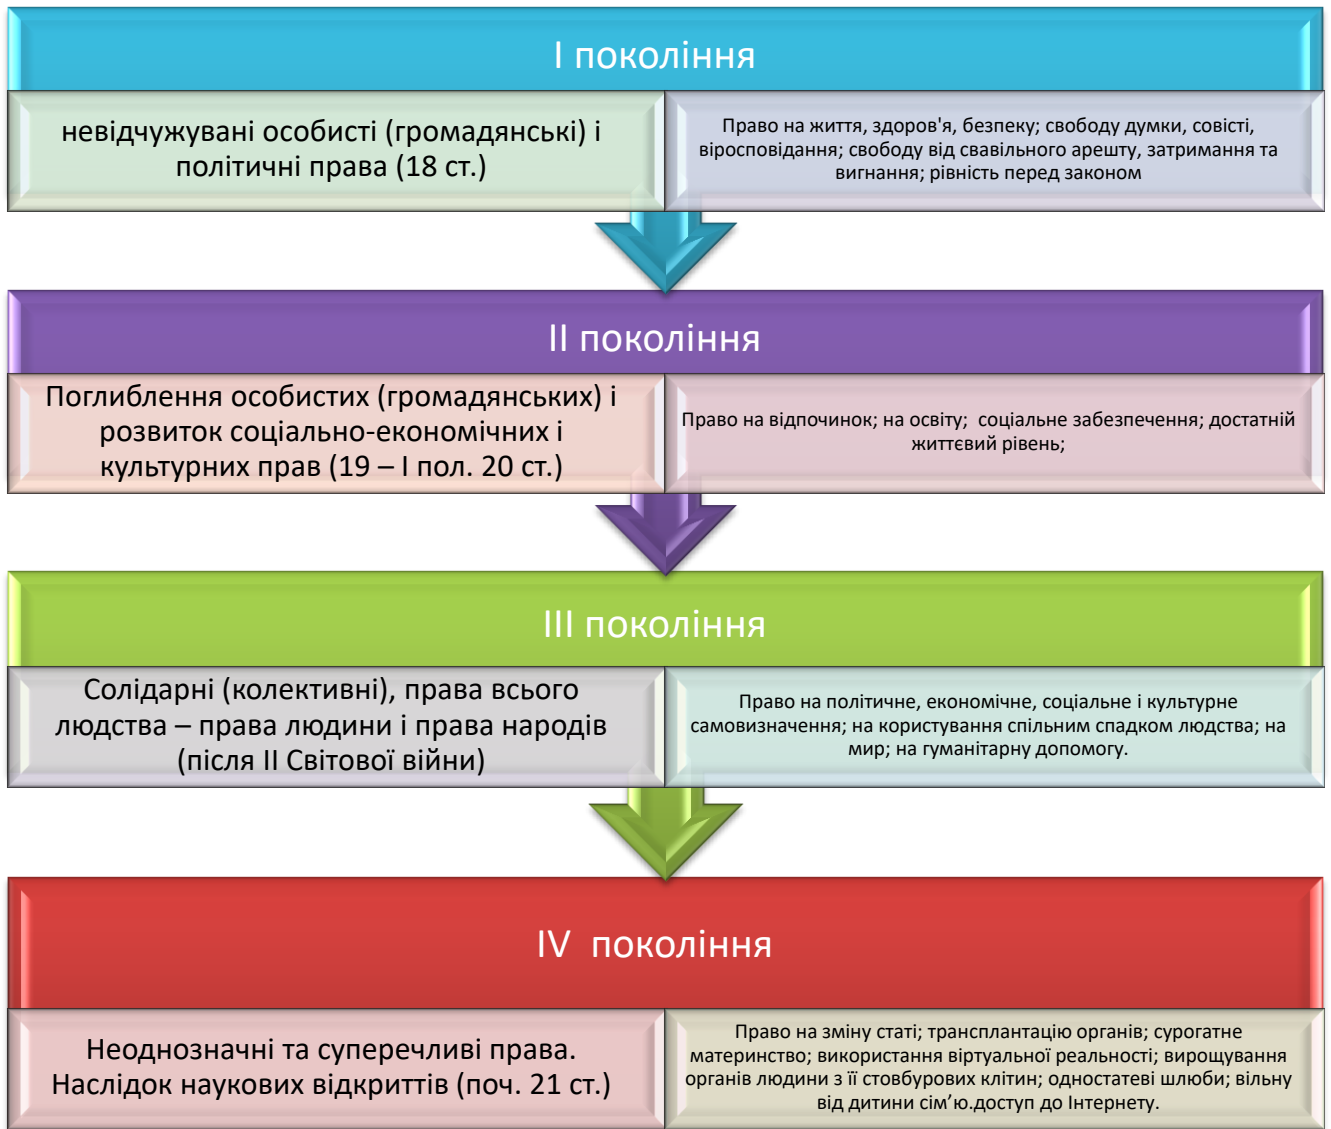 І покоління
невідчужувані особисті (громадянські) і
політичні права (18 ст.)
Право на життя, здоров'я, безпеку; свободу думки, совісті,
віросповідання; свободу від свавільного арешту, затримання та
вигнання; рівність перед законом
ІІ покоління
Поглиблення особистих (громадянських) і
розвиток соціально-економічних і
культурних прав (19 – І пол. 20 ст.)
Право на відпочинок; на освіту;  соціальне забезпечення; достатній
життєвий рівень;
ІІІ покоління
Солідарні (колективні), права всього
людства – права людини і права народів
(після ІІ Світової війни)
Право на політичне, економічне, соціальне і культурне
самовизначення; на користування спільним спадком людства; на
мир; на гуманітарну допомогу.
IV  покоління
Неоднозначні та суперечливі права.
Наслідок наукових відкриттів (поч. 21 ст.)
Право на зміну статі; трансплантацію органів; сурогатне
материнство; використання віртуальної реальності; вирощування
органів людини з її стовбурових клітин; одностатеві шлюби; вільну
від дитини сім’ю.доступ до Інтернету.